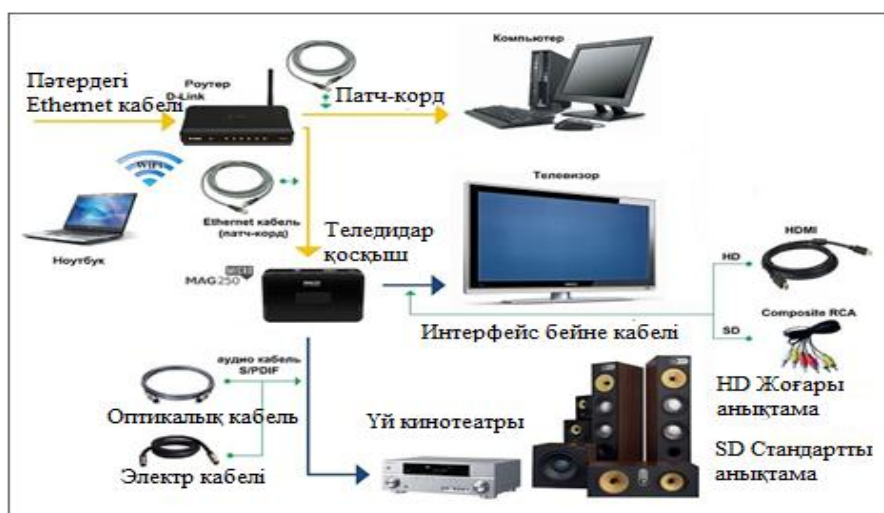 Компьютер
Роутер
D-Link
Пәтердегі
Ethernet кабелі
Патч-корд
WiFi
Телевизор
Ethernet кабель
(патч-корд)
Теледидар
қосқыш
Ноутбук
MAG250
HDMI
HD
Composite RCA
SD
Интерфейс бейне кабелі
аудио кабель
S/PDIF
Оптикалық кабель
Электр кабелі
Үй кинотеатры
HD Жоғары
анықтама
SD Стандартты
анықтама